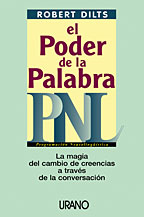 ROBERT DILTS
el
Poder
de la
Palabra
PNL
Programación Neurolingüística
La magia
del cambio de creencias
a través
de la conversación
URANO